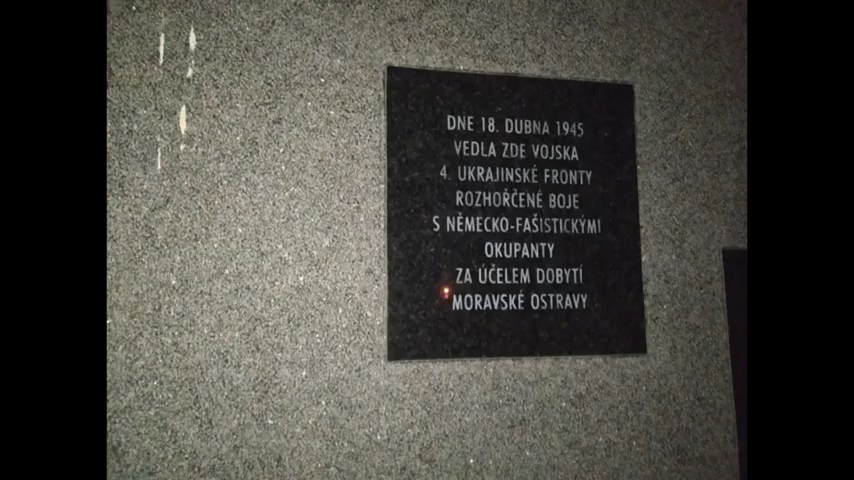 DNE 18. DUBNA 1945
VEDLA ZDE VOJSKA
4. UKRAJINSKÉ FRONTY
ROZHOŘČENÉ BOJE
S NĚMECKO-FAŠISTICKÝMI
OKUPANTY
ZA ÚČELEM DOBYTÍ
MORAVSKÉ OSTRAVY